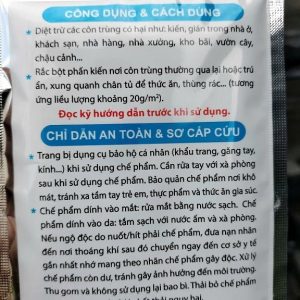 CÔNG DỤNG & CÁCH DÙNG
Diệt trừ các côn trùng có hại như: kiến, gián trong nhà ở,
khách sạn, nhà hàng, nhà xưởng, kho bãi, vườn cây,
chậu cảnh...
Rắc bột phấn kiến nơi côn trùng thường qua lại hoặc trú
ẩn, xung quanh chân tủ để thức ăn, thùng rác... (tương
ứng liều lượng khoảng 20g/m²).
Đọc kỹ hướng dẫn trước khi sử dụng.
CHỈ DẪN AN TOÀN & SƠ CẤP CỨU
Trang bị dụng cụ bảo hộ cá nhân (khẩu trang, găng tay,
kính...) khi sử dụng chế phẩm. Cần rửa tay với xà phòng
sau khi sử dụng chế phẩm. Bảo quản chế phẩm nơi khô
mát, tránh xa tầm tay trẻ em, thực phẩm và thức ăn gia súc.
Chế phẩm dính vào mắt: rửa mắt bằng nước sạch. Chế
phẩm dính vào da: tắm sạch với nước ấm và xà phòng.
Nếu ngộ độc do nuốt/hít phải chế phẩm, đưa nạn nhân
đến nơi thoáng khí sau đó chuyển ngay đến cơ sở y tế
gần nhất nhớ mang theo nhãn chế phẩm gây độc. Xử lý
chế phẩm còn dư, tránh gây ảnh hưởng đến môi trường.
Thu gom và không sử dụng lại bao bì. Thải bỏ chế phẩm
chất thải nguy hại.